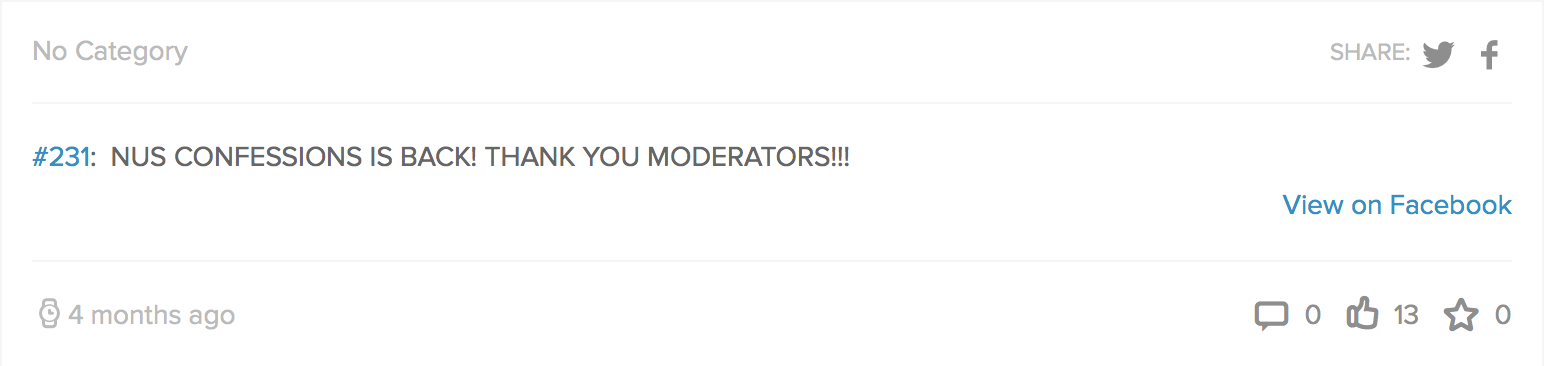 No Category
SHARE:
#231: NUS CONFESSIONS IS BACK! THANK YOU MODERATORS!!!
View on Facebook
4 months ago
0 13 0